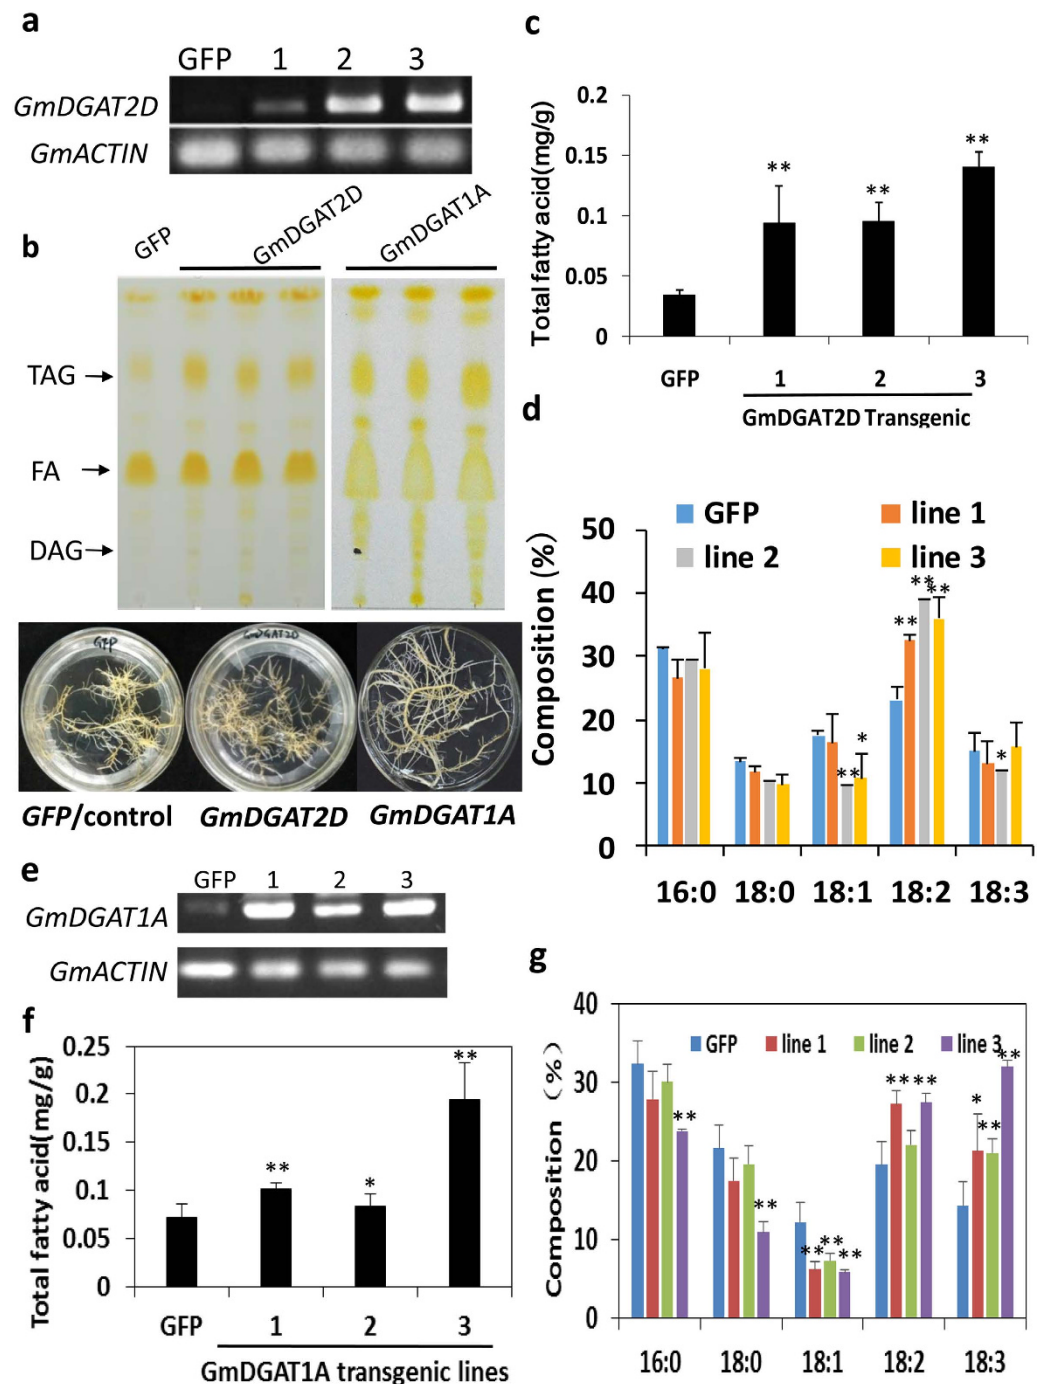 a
GFP 1 2 3
GmDGAT2D
GmACTIN
b
GFP GmDGAT2D GmDGAT1A
TAG
FA
DAG
GFP
GmDGAT2D
GFP/control GmDGAT2D GmDGAT1A
c
Total fatty acid(mg/g)
0.2
0.15
0.1
0.05
0
** ** **
GFP 1 2 3
GmDGAT2D Transgenic
d
GFP line 1
line 2 line 3
Composition (%)
50
40
30
20
10
0
** * ** ** ** *
16:0 18:0 18:1 18:2 18:3
e
GFP 1 2 3
GmDGAT1A
GmACTIN
f
Total fatty acid(mg/g)
0.25
0.2
0.15
0.1
0.05
0
** * **
GFP 1 2 3
GmDGAT1A transgenic lines
g
GFP line 1 line 2 line 3
Composition (%)
40
30
20
10
0
** ** ** ** ** ** ** * ** **
16:0 18:0 18:1 18:2 18:3